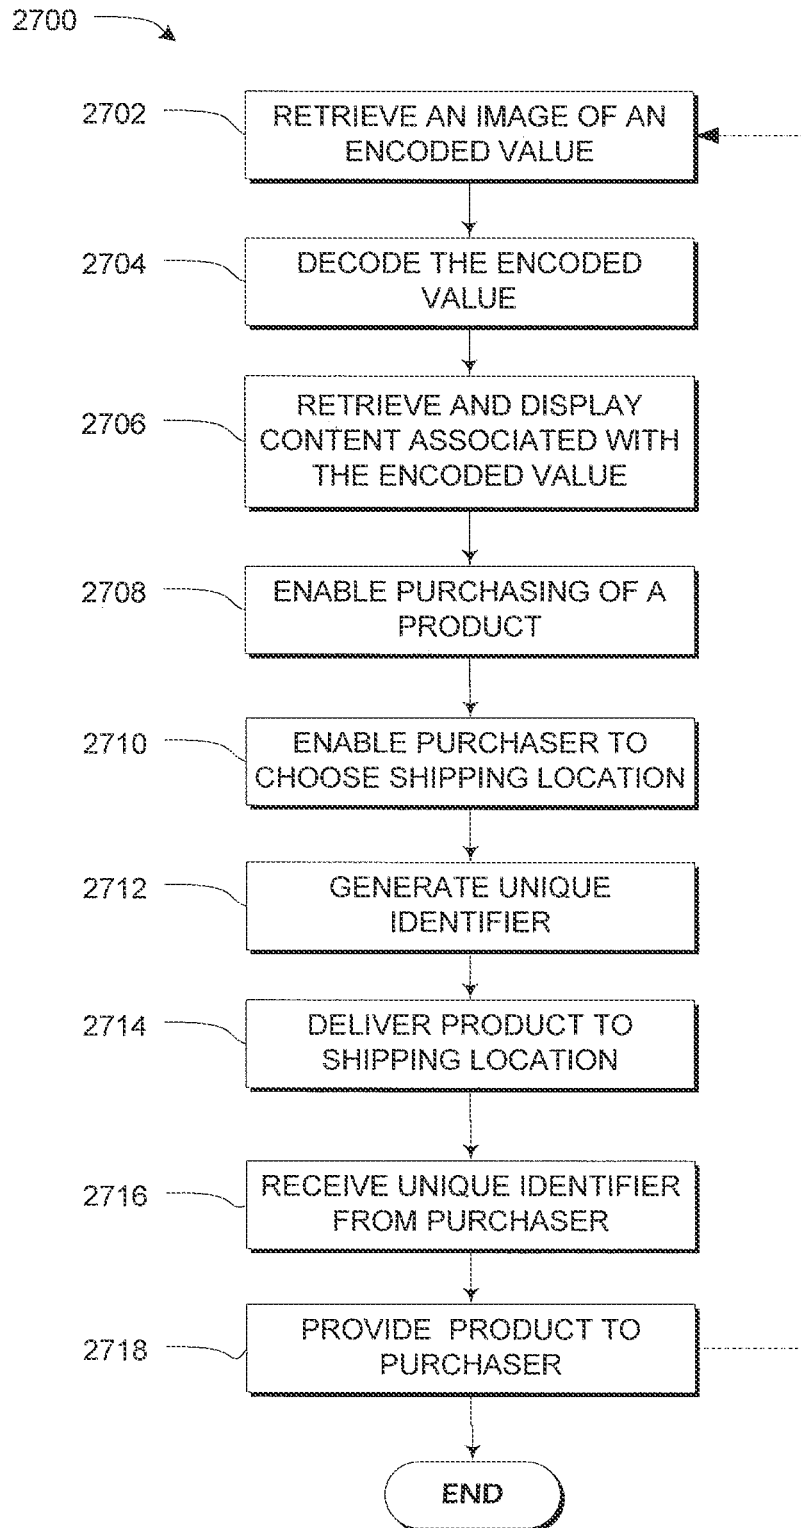 2700
2702
RETRIEVE AN IMAGE OF AN
ENCODED VALUE
2704
DECODE THE ENCODED
VALUE
2706
RETRIEVE AND DISPLAY
CONTENT ASSOCIATED WITH
THE ENCODED VALUE
2708
ENABLE PURCHASING OF A
PRODUCT
2710
ENABLE PURCHASER TO
CHOOSE SHIPPING LOCATION
2712
GENERATE UNIQUE
IDENTIFIER
2714
DELIVER PRODUCT TO
SHIPPING LOCATION
2716
RECEIVE UNIQUE IDENTIFIER
FROM PURCHASER
2718
PROVIDE PRODUCT TO
PURCHASER
END